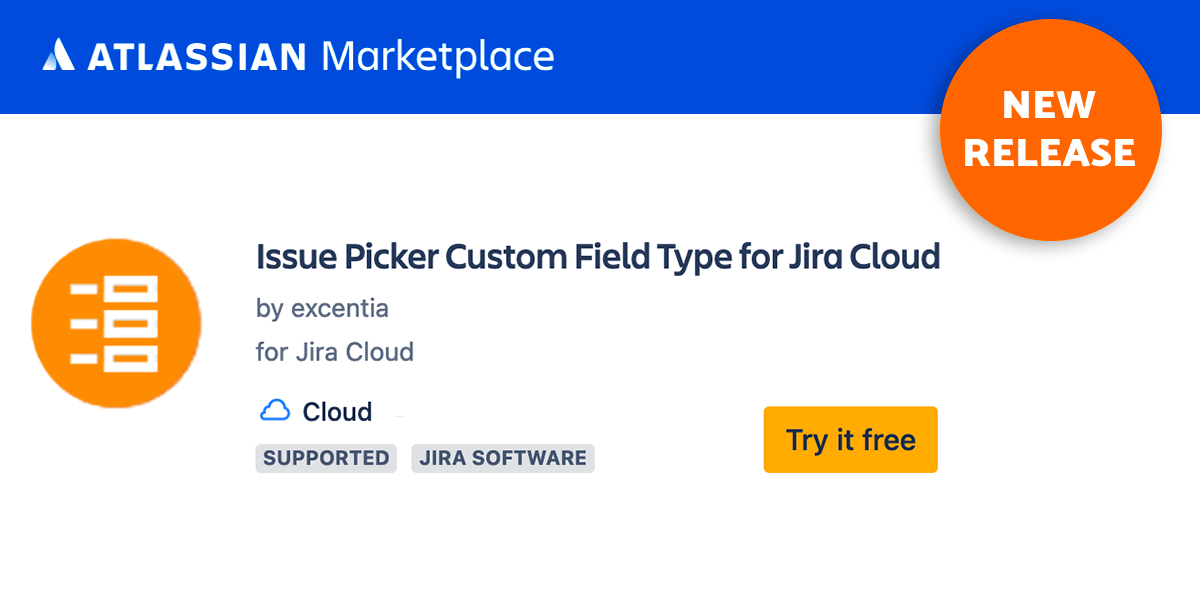 ATLASSIAN Marketplace
NEW
RELEASE
Issue Picker Custom Field Type for Jira Cloud
by excentia
for Jira Cloud
Cloud
SUPPORTED JIRA SOFTWARE
Try it free